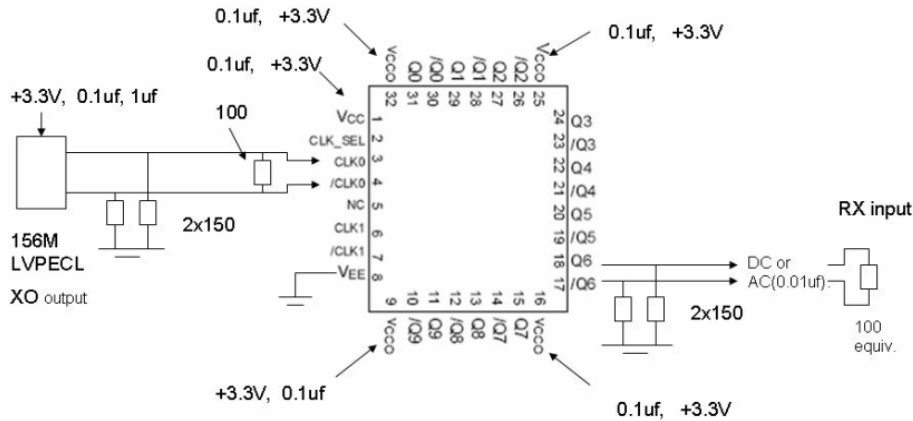 0.1uf, +3.3V
0.1uf, +3.3V
0.1uf, +3.3V
+3.3V, 0.1uf, 1uf
100
156M
LVPECL
XO output
2x150
VCCO
Q0
/Q0
Q1
/Q1
Q2
/Q2
VCCO
32
31
30
29
28
27
26
25
VCC 1
CLK_SEL 2
CLK0 3
/CLK0 4
NC 5
CLK1 6
/CLK1 7
VEE 8
24 Q3
23 /Q3
22 Q4
21 /Q4
20 Q5
19 /Q5
18 Q6
17 /Q6
9
10
11
12
13
14
15
16
VCCO
/Q9
Q9
/Q8
Q8
/Q7
Q7
VCCO
RX input
DC or
AC(0.01uf).
2x150
100
equiv.
+3.3V, 0.1uf
0.1uf, +3.3V